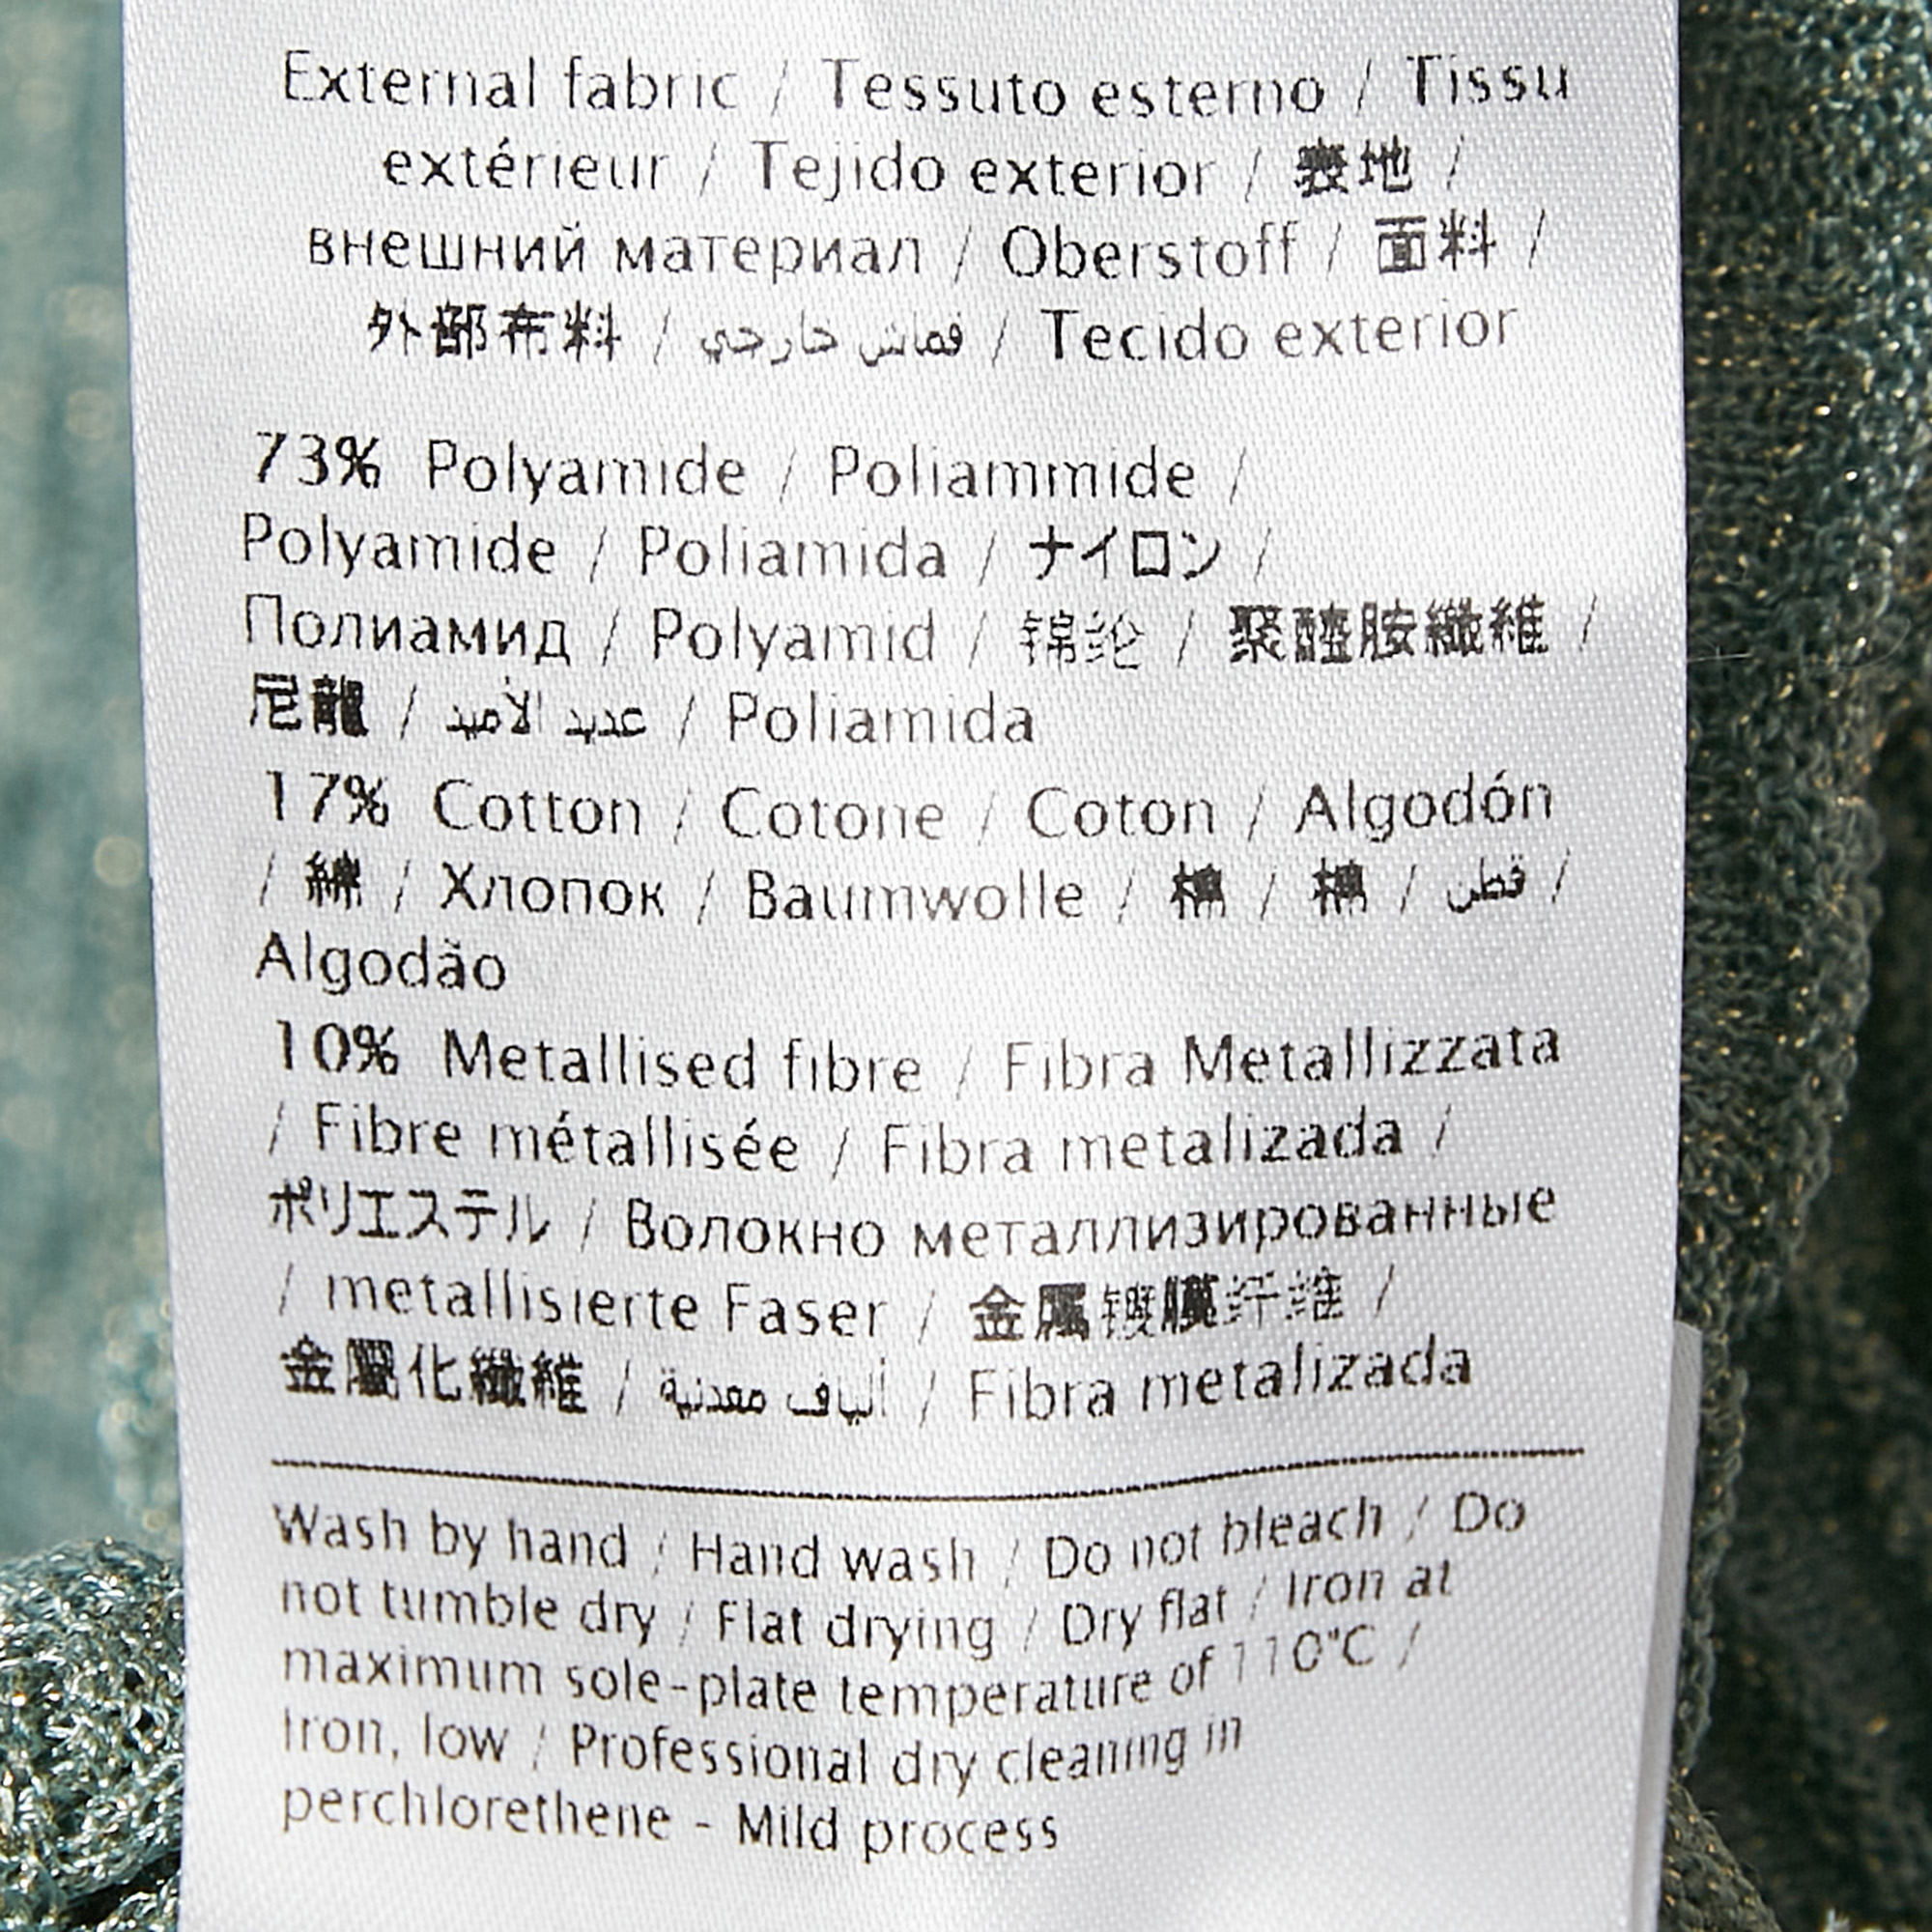 External fabric / Tessuto esterno / Tissu
extérieur / Tejido exterior / 表地 /
внешний материал / Oberstoff / 面料 /
外部布料 / قماش خارجي / Tecido exterior
73% Polyamide / Poliammide /
Polyamide / Poliamida / ナイロン /
Полиамид / Polyamid / 锦纶 / 聚醯胺纖維 /
尼龍 / عديد الأميد / Poliamida
17% Cotton / Cotone / Coton / Algodón
/ 綿 / Хлопок / Baumwolle / 棉 / 棉 / قطن /
Algodão
10% Metallised fibre / Fibra Metallizzata
/ Fibre métallisée / Fibra metalizada /
ポリエステル / Волокно металлизированные
/ metallisierte Faser / 金属镀膜纤维 /
金屬化纖維 / ألياف معدنية / Fibra metalizada
Wash by hand / Hand wash / Do not bleach / Do
not tumble dry / Flat drying / Dry flat / Iron at
maximum sole-plate temperature of 110°C /
Iron, low / Professional dry cleaning in
perchlorethene - Mild process